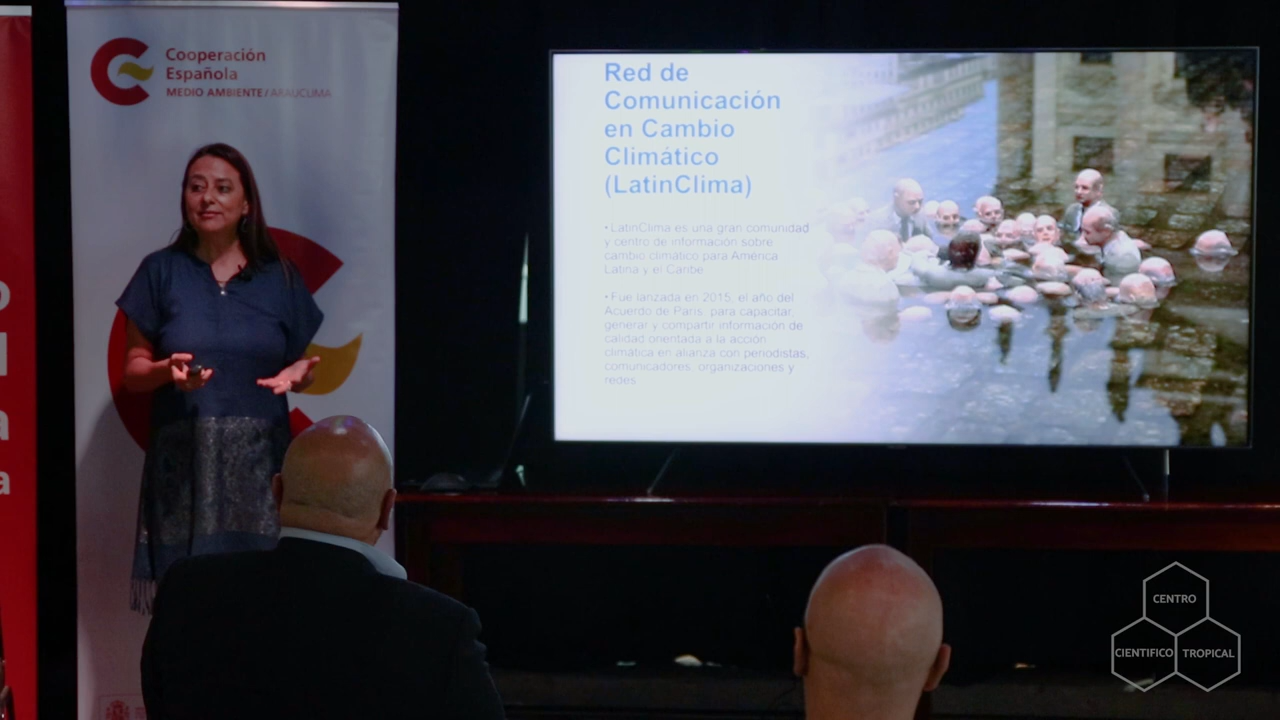 Cooperación
Española
MEDIO AMBIENTE/ARAUCLIMA
Red de
Comunicación
en Cambio
Climático
(LatinClima)
• LatinClima es una gran comunidad
y centro de información sobre
cambio climático para América
Latina y el Caribe
• Fue lanzada en 2015, el año del
Acuerdo de París, para capacitar,
generar y compartir información de
calidad orientada a la acción
climática en alianza con periodistas,
comunicadores, organizaciones y
redes
a
a
CENTRO
CIENTIFICO
TROPICAL